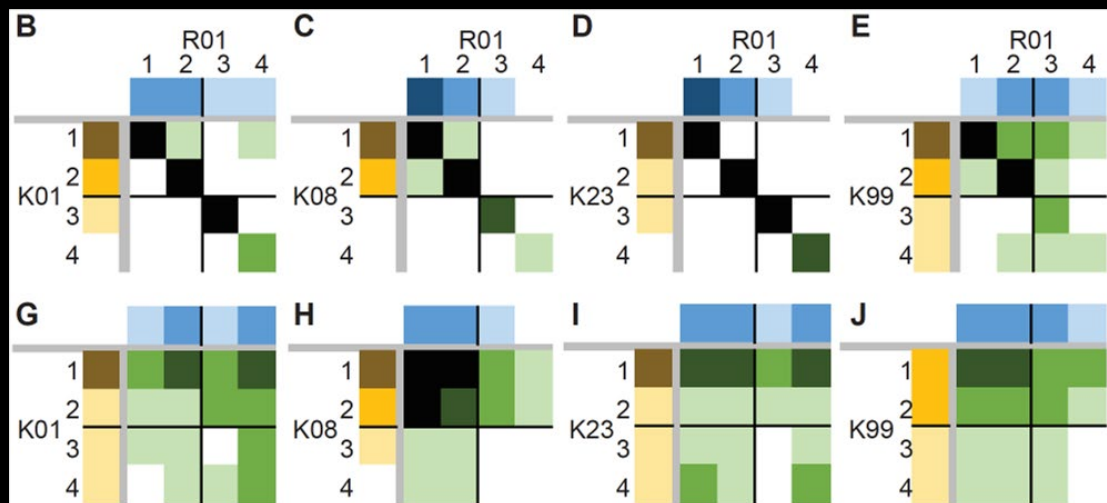 B C D E
R01 R01 R01 R01
1 2 3 4 1 2 3 4 1 2 3 4 1 2 3 4
1 1 1 1
2 2 2 2
K01 K08 K23 K99
3 3 3 3
4 4 4 4
G H I J
1 1 1 1
2 2 2 2
K01 K08 K23 K99
3 3 3 3
4 4 4 4